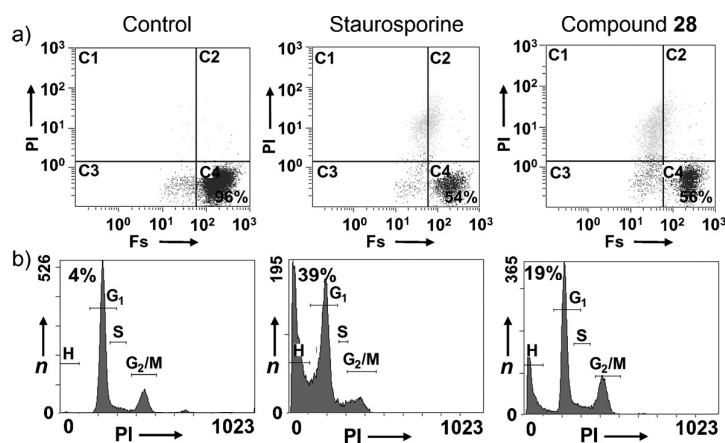 Control Staurosporine Compound 28
a)
10³ C1 C2
10²
10¹
PI
10⁰ C3 C4
96%
10⁰ 10¹ 10² 10³
Fs
10³ C1 C2
10²
10¹
PI
10⁰ C3 C4
54%
10⁰ 10¹ 10² 10³
Fs
10³ C1 C2
10²
10¹
PI
10⁰ C3 C4
56%
10⁰ 10¹ 10² 10³
Fs
b)
526 4%
G₁
S
H G₂/M
n
0
0 PI 1023
195 39%
G₁
S
H G₂/M
n
0
0 PI 1023
365 19%
G₁
S
H G₂/M
n
0
0 PI 1023